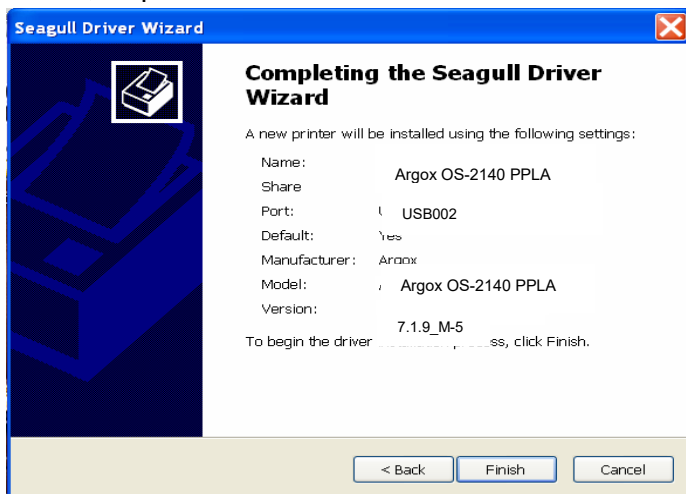 Seagull Driver Wizard
Completing the Seagull Driver
Wizard
A new printer will be installed using the following settings:
Name: Argox OS-2140 PPLA
Share
Port: USB002
Default: Yes
Manufacturer: Argox
Model: Argox OS-2140 PPLA
Version: 7.1.9_M-5
To begin the driver click Finish.
< Back Finish Cancel